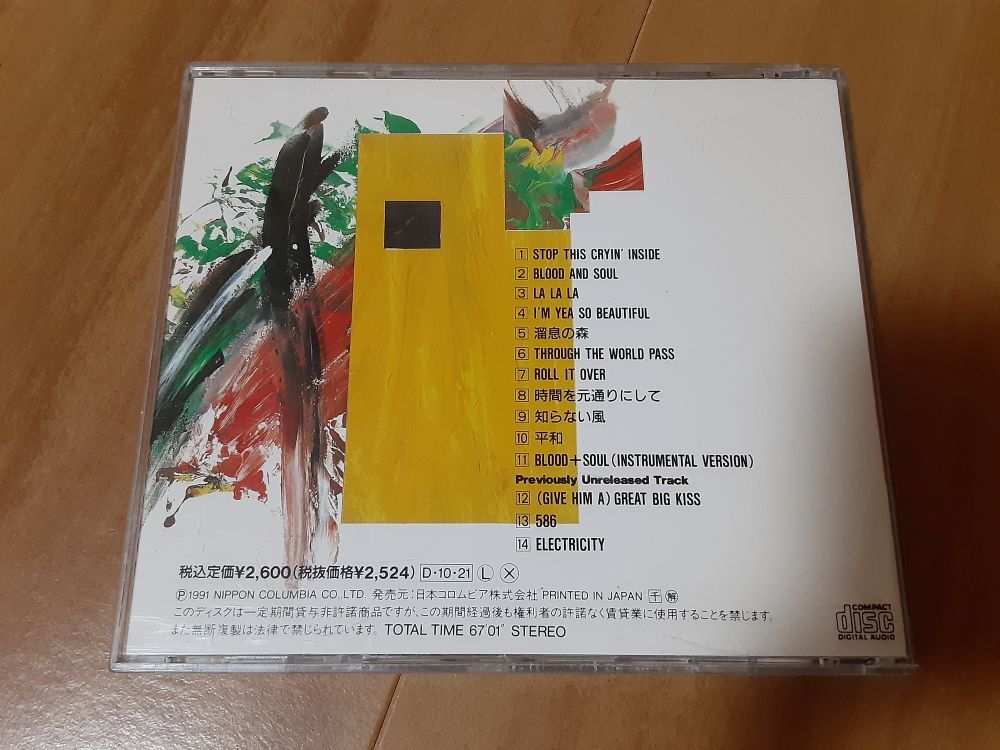 1 STOP THIS CRYIN' INSIDE
2 BLOOD AND SOUL
3 LA LA LA
4 I'M YEA SO BEAUTIFUL
5 溜息の森
6 THROUGH THE WORLD PASS
7 ROLL IT OVER
8 時間を元通りにして
9 知らない風
10 平和
11 BLOOD+SOUL(INSTRUMENTAL VERSION)
Previously Unreleased Track
12 (GIVE HIM A) GREAT BIG KISS
13 586
14 ELECTRICITY
税込定価¥2,600(税抜価格¥2,524) D・10・21 Ⓛ Ⓧ
Ⓟ1991 NIPPON COLUMBIA CO.,LTD. 発売元:日本コロムビア株式会社 PRINTED IN JAPAN 千 解
このディスクは一定期間貸与非許諾商品ですが、この期間経過後も権利者の許諾なく賃貸業に使用することを禁じます。
また無断複製は法律で禁じられています。 TOTAL TIME 67'01" STEREO
COMPACT
disc
DIGITAL AUDIO